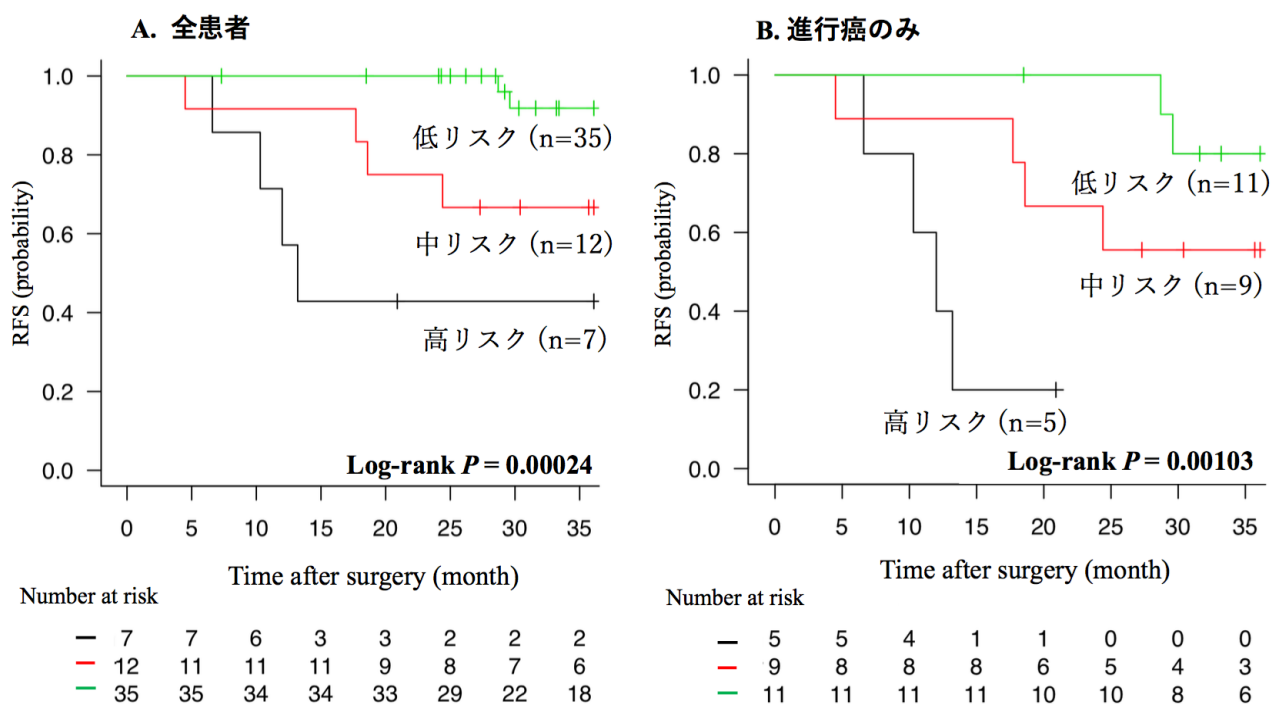 A. 全患者
RFS (probability)
1.0
0.8
0.6
0.4
0.2
0.0
低リスク (n=35)
中リスク (n=12)
高リスク (n=7)
Log-rank P = 0.00024
0 5 10 15 20 25 30 35
Time after surgery (month)
Number at risk
7 7 6 3 3 2 2 2
12 11 11 11 9 8 7 6
35 35 34 34 33 29 22 18
B. 進行癌のみ
RFS (probability)
1.0
0.8
0.6
0.4
0.2
0.0
低リスク (n=11)
中リスク (n=9)
高リスク (n=5)
Log-rank P = 0.00103
0 5 10 15 20 25 30 35
Time after surgery (month)
Number at risk
5 5 4 1 1 0 0 0
9 8 8 8 6 5 4 3
11 11 11 11 10 10 8 6